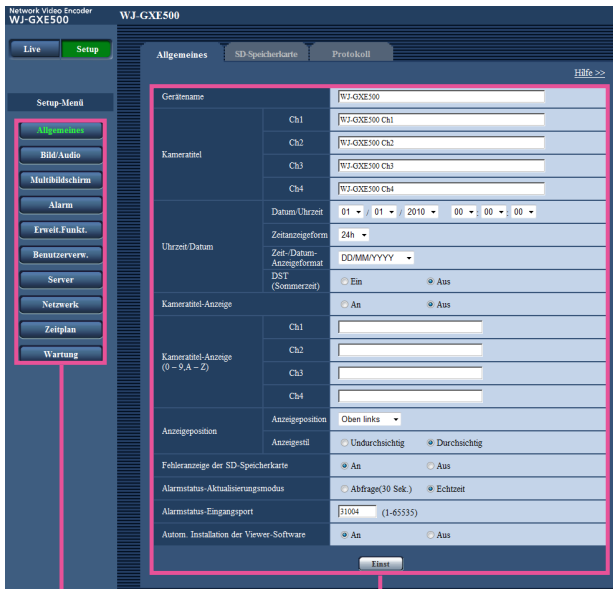 Network Video Encoder
WJ-GXE500
WJ-GXE500
Live Setup
Allgemeines SD-Speicherkarte Protokoll
Hilfe >>
Setup-Menü
Allgemeines
Bild/Audio
Multibildschirm
Alarm
Erweit.Funkt.
Benutzerverw.
Server
Netzwerk
Zeitplan
Wartung
Gerätename WJ-GXE500
Kameratitel
Ch1 WJ-GXE500 Ch1
Ch2 WJ-GXE500 Ch2
Ch3 WJ-GXE500 Ch3
Ch4 WJ-GXE500 Ch4
Uhrzeit/Datum
Datum/Uhrzeit 01 / 01 / 2010 00 : 00 : 00
Zeitanzeigeform 24h
Zeit-/Datum-
Anzeigeformat DD/MM/YYYY
DST
(Sommerzeit) Ein Aus
Kameratitel-Anzeige An Aus
Kameratitel-Anzeige
(0 – 9,A – Z)
Ch1
Ch2
Ch3
Ch4
Anzeigeposition
Anzeigeposition Oben links
Anzeigestil Undurchsichtig Durchsichtig
Fehleranzeige der SD-Speicherkarte An Aus
Alarmstatus-Aktualisierungsmodus Abfrage(30 Sek.) Echtzeit
Alarmstatus-Eingangsport 31004 (1-65535)
Autom. Installation der Viewer-Software An Aus
Einst